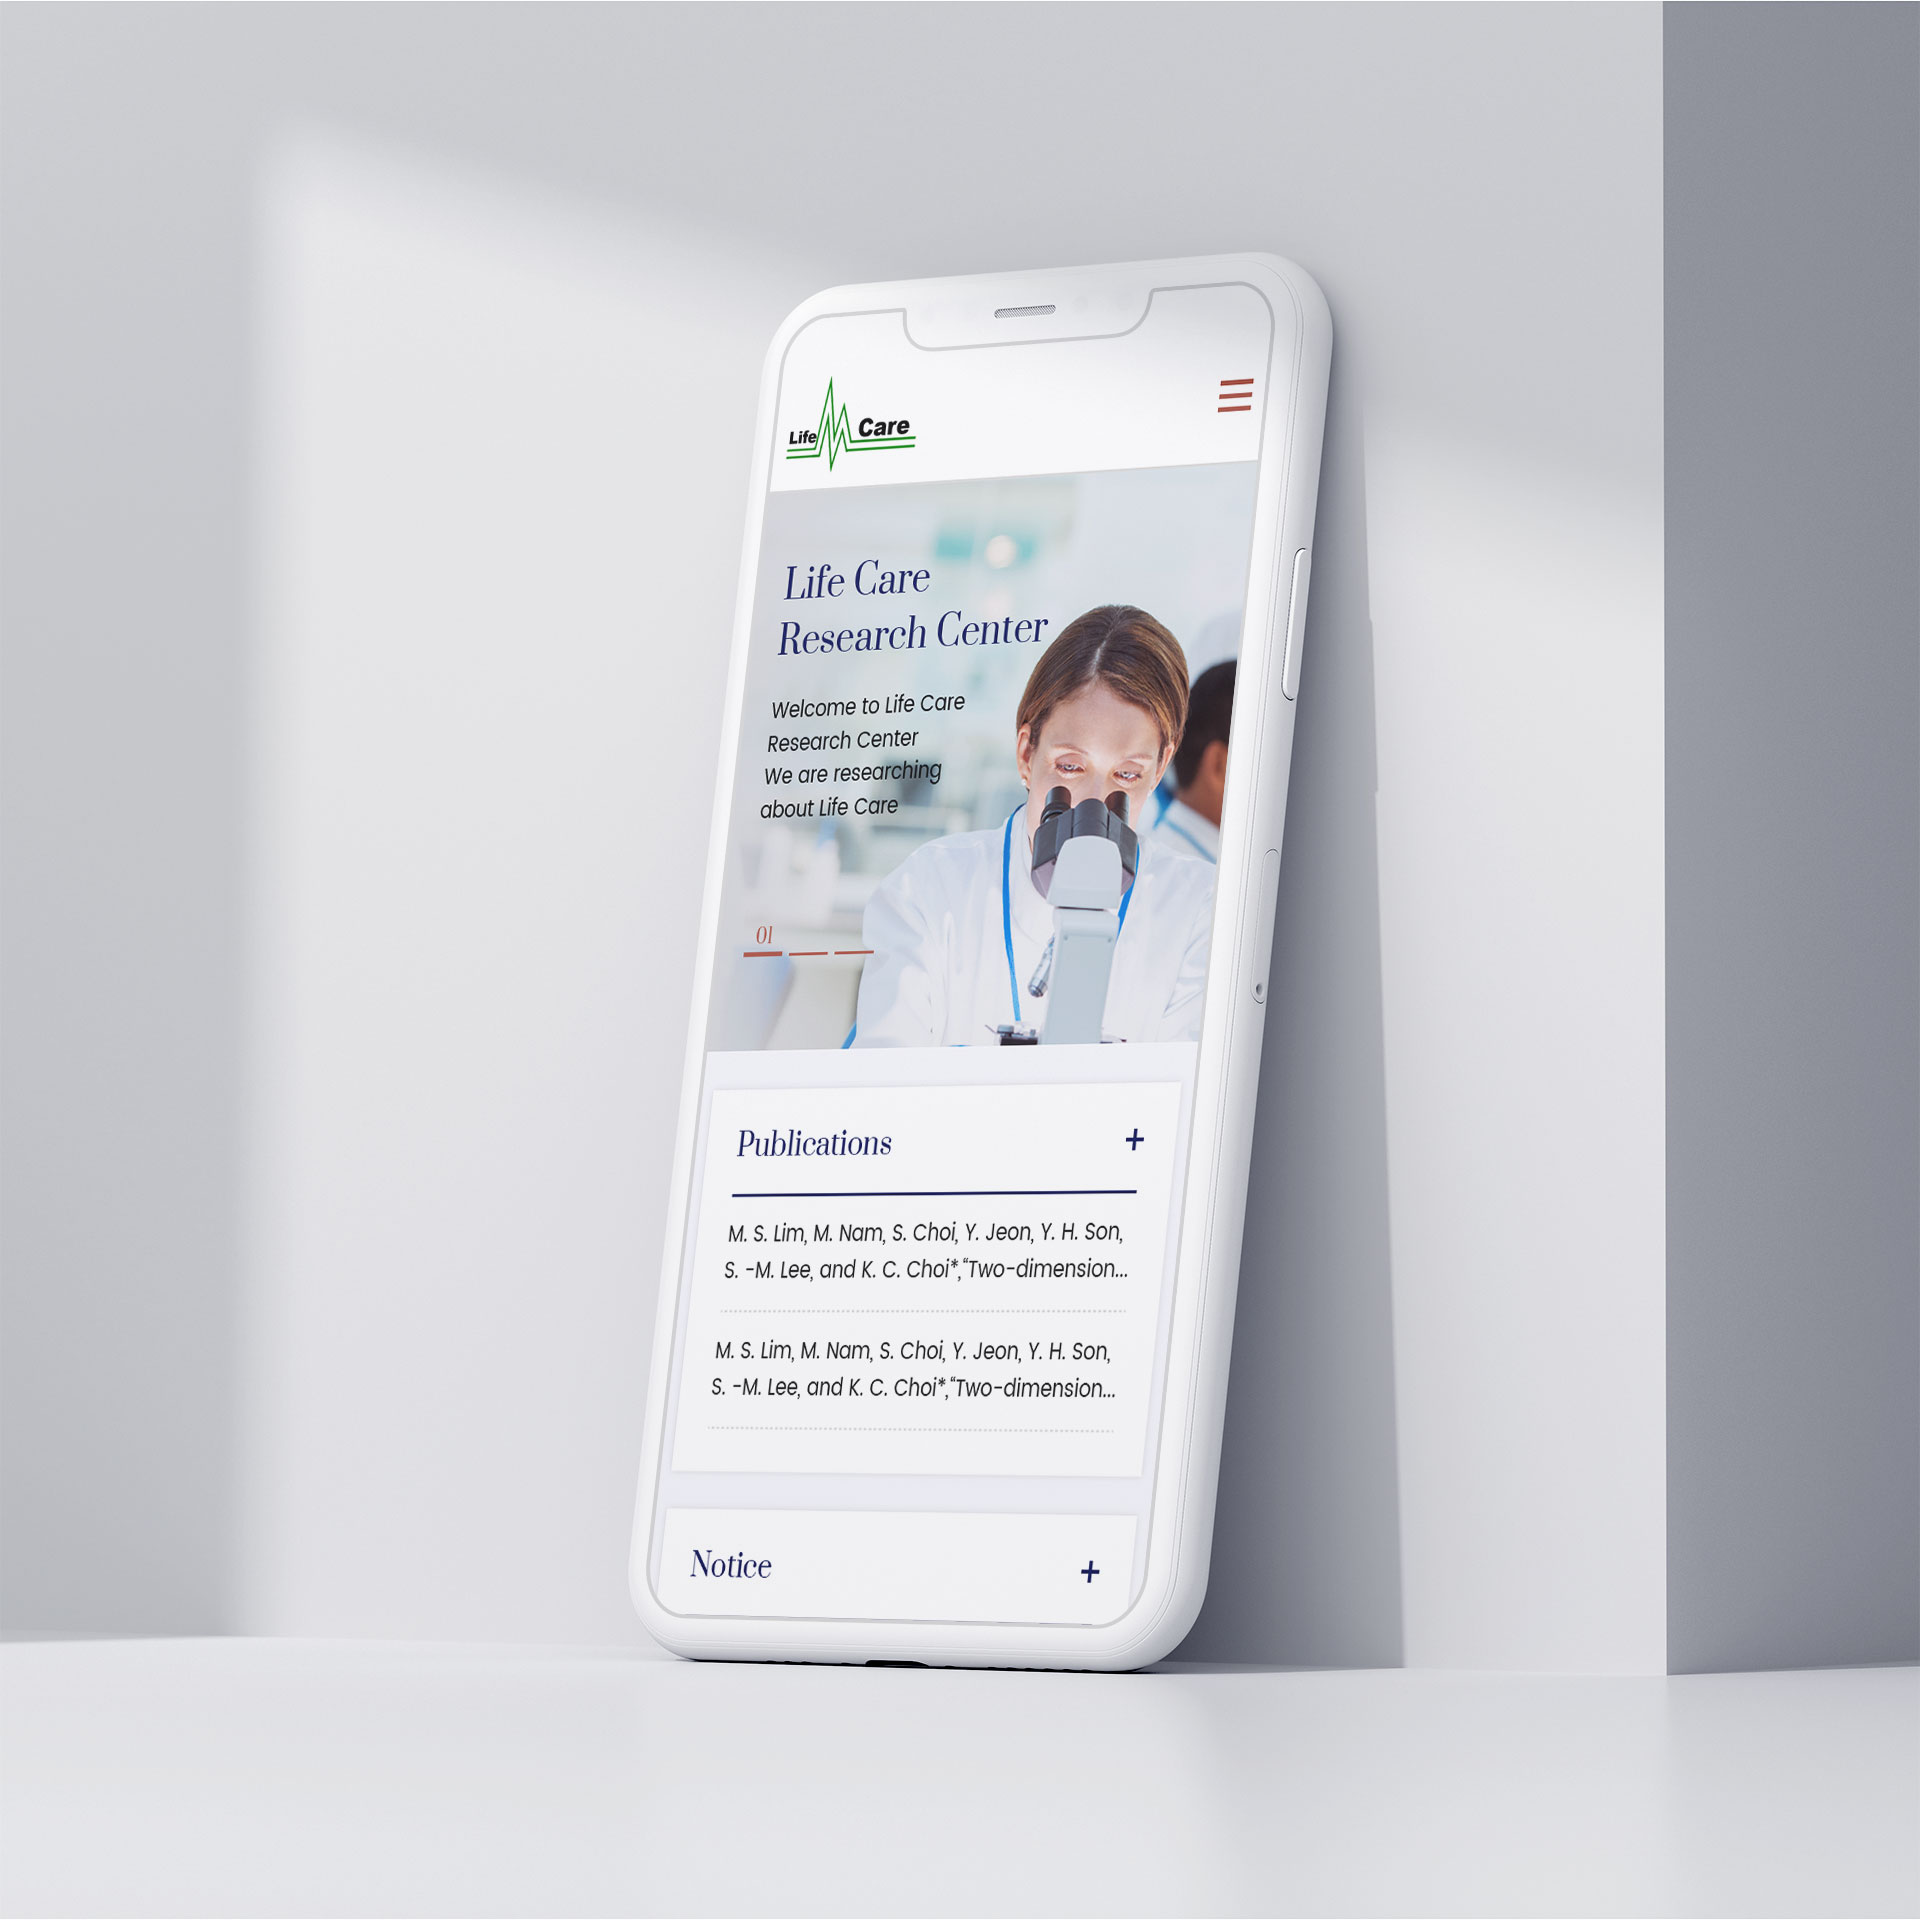 Life Care
Life Care
Research Center
Welcome to Life Care
Research Center
We are researching
about Life Care
01
Publications +
M. S. Lim, M. Nam, S. Choi, Y. Jeon, Y. H. Son,
S. -M. Lee, and K. C. Choi*,“Two-dimension...
M. S. Lim, M. Nam, S. Choi, Y. Jeon, Y. H. Son,
S. -M. Lee, and K. C. Choi*,“Two-dimension...
Notice +